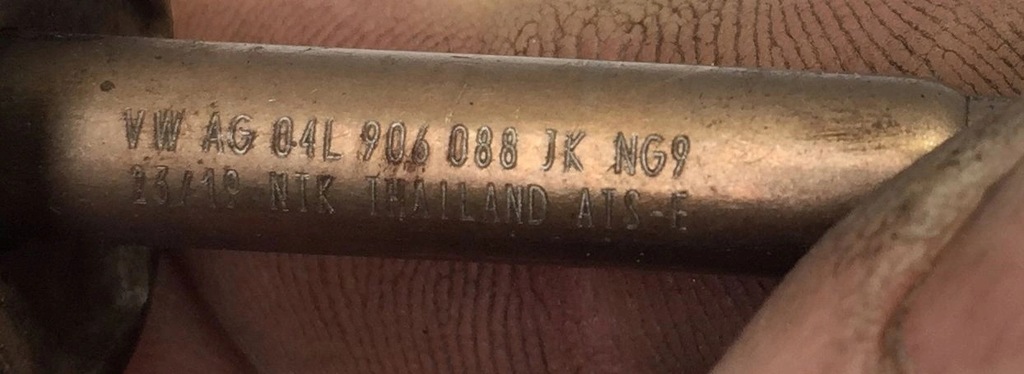 VW AG 04L 906 088 JK NG9
23/19 NTK THAILAND ATS-E